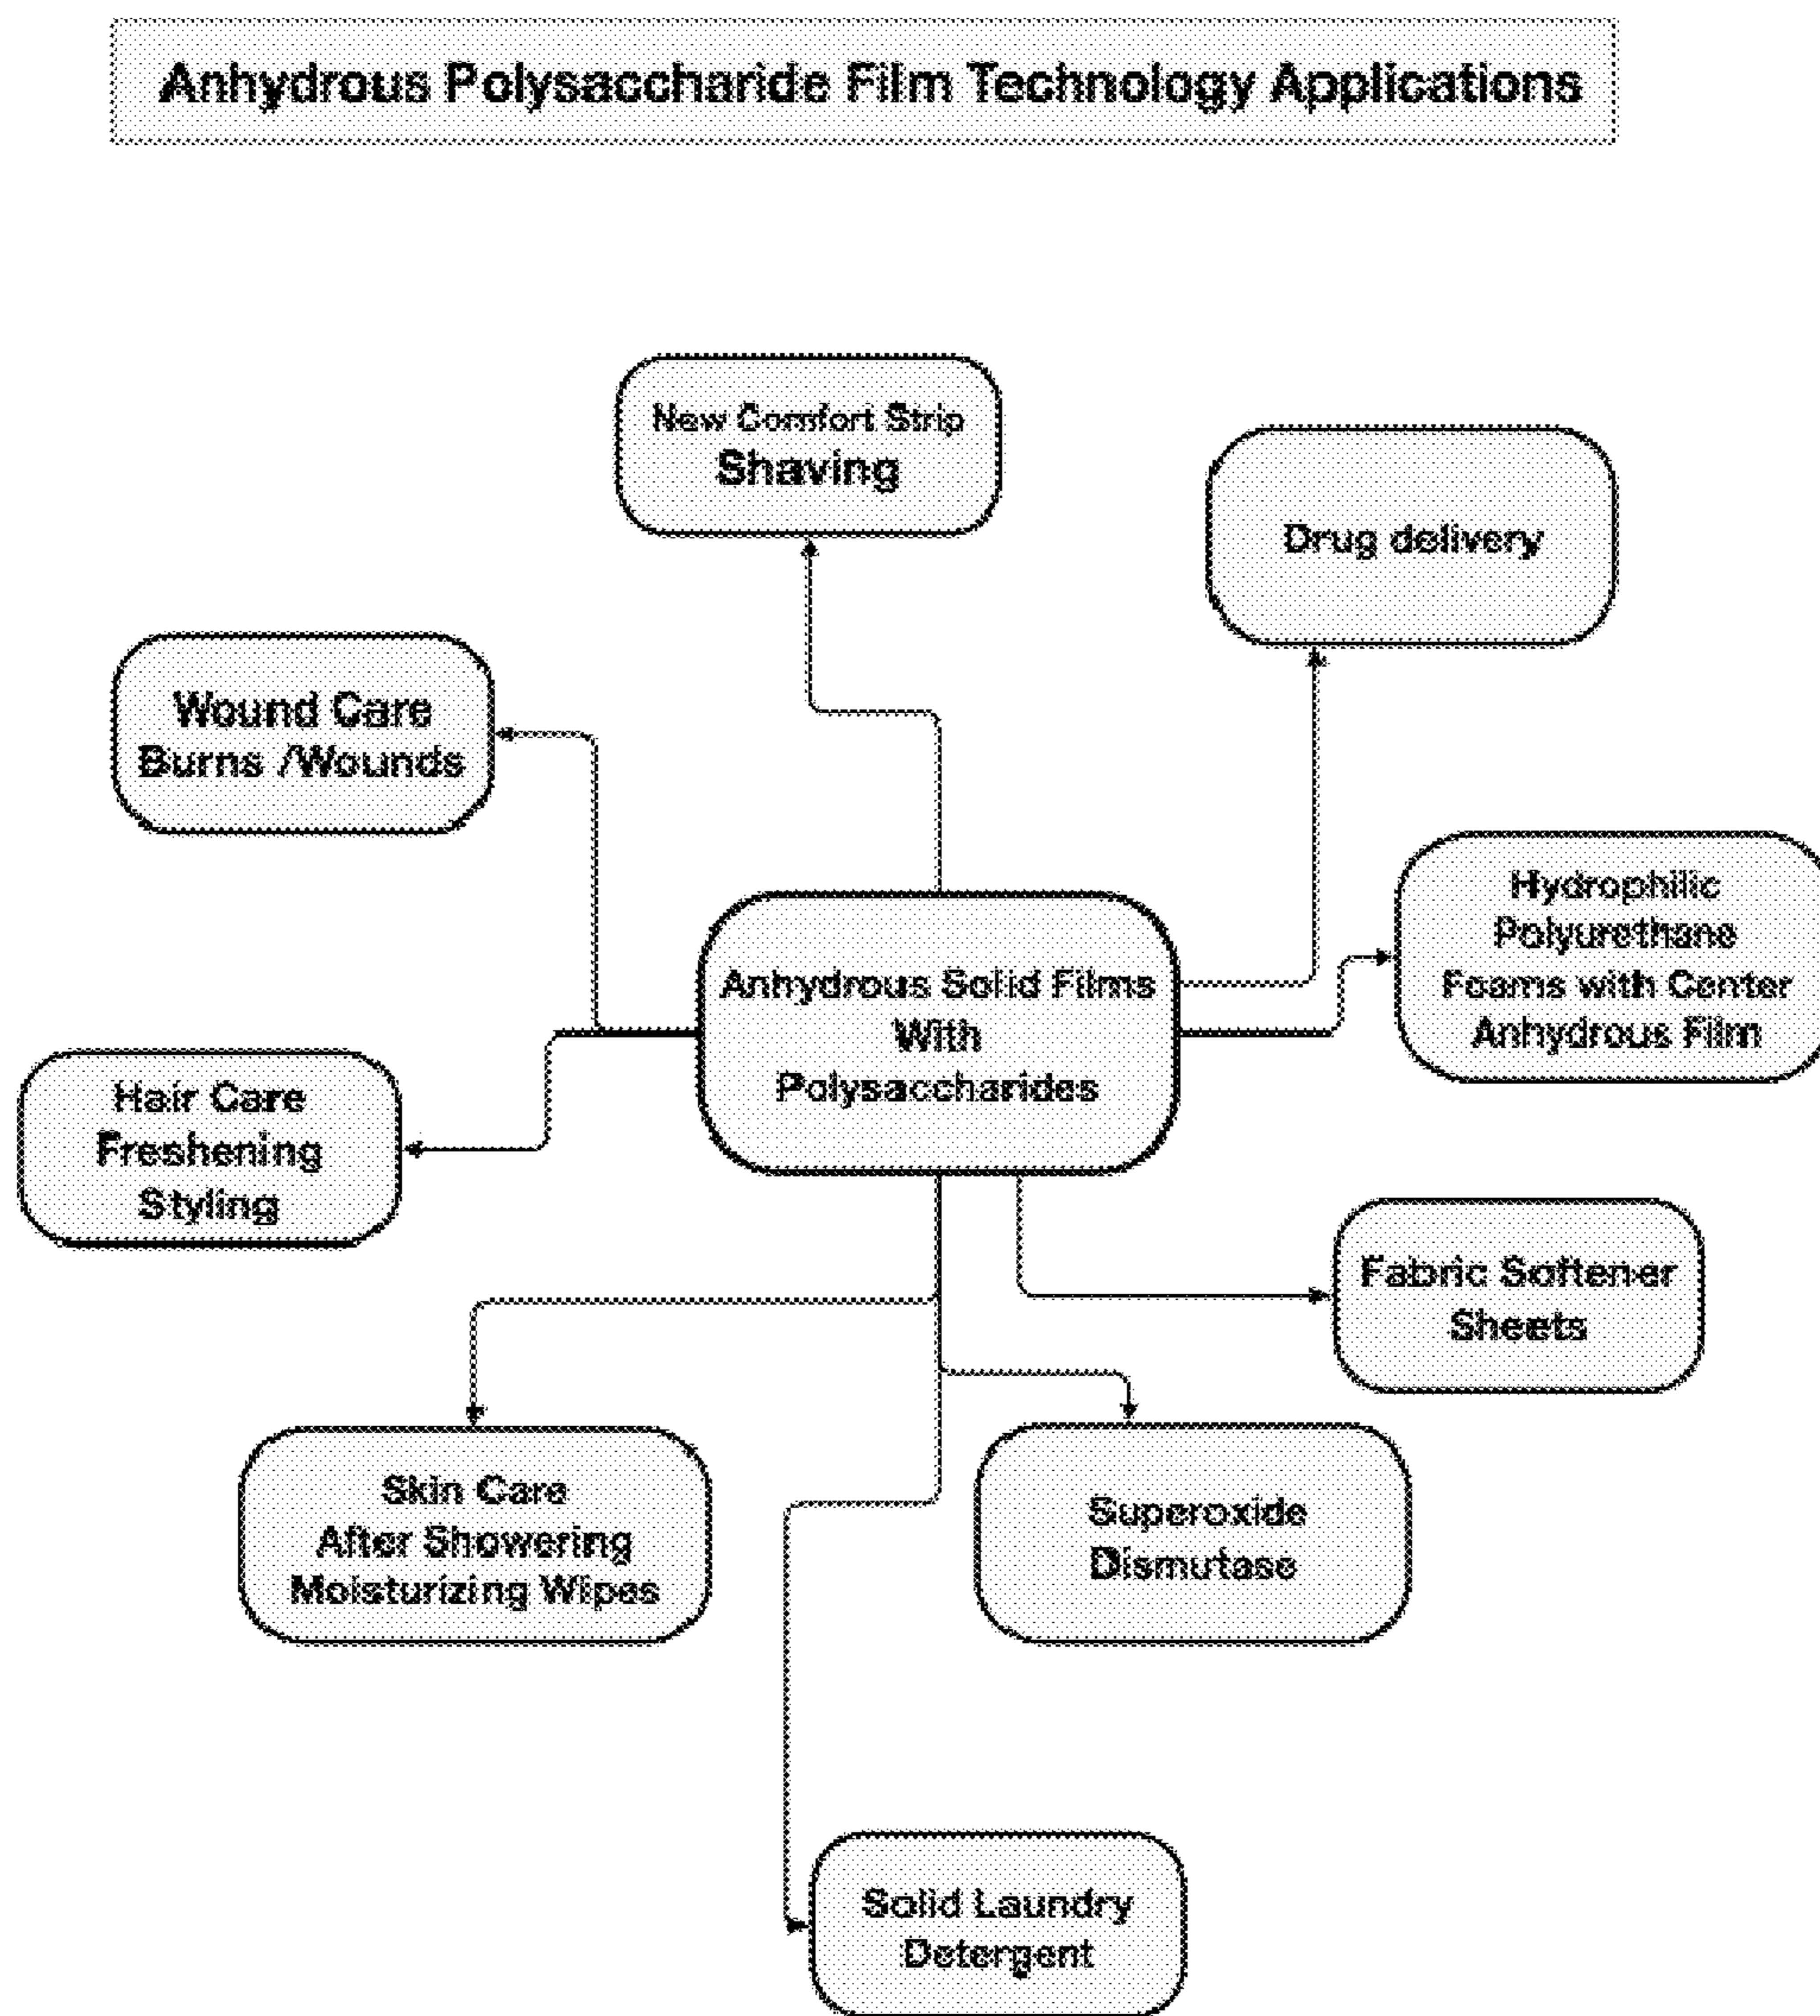 Anhydrous Polysaccharide Film Technology Applications
New Comfort Strip
Shaving
Drug delivery
Wound Care
Burns /Wounds
Hydrophilic
Polyurethane
Foams with Center
Anhydrous Film
Anhydrous Solid Films
With
Polysaccharides
Hair Care
Freshening
Styling
Fabric Softener
Sheets
Skin Care
After Showering
Moisturizing Wipes
Superoxide
Dismutase
Solid Laundry
Detergent